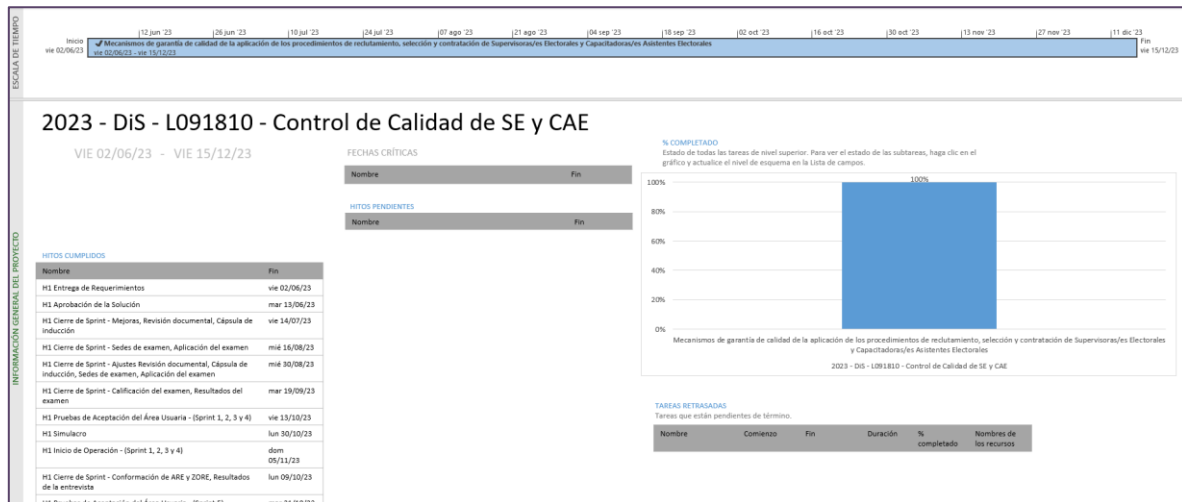 ESCALA DE TIEMPO
Inicio
vie 02/06/23
12 jun '23
26 jun '23
10 jul '23
24 jul '23
07 ago '23
21 ago '23
04 sep '23
18 sep '23
02 oct '23
16 oct '23
30 oct '23
13 nov '23
27 nov '23
11 dic '23
Mecanismos de garantía de calidad de la aplicación de los procedimientos de reclutamiento, selección y contratación de Supervisoras/es Electorales y Capacitadoras/es Asistentes Electorales
vie 02/06/23 - vie 15/12/23
Fin
vie 15/12/23
INFORMACIÓN GENERAL DEL PROYECTO
2023 - DiS - L091810 - Control de Calidad de SE y CAE
VIE 02/06/23 - VIE 15/12/23
HITOS CUMPLIDOS
Nombre Fin
H1 Entrega de Requerimientos vie 02/06/23
H1 Aprobación de la Solución mar 13/06/23
H1 Cierre de Sprint - Mejoras, Revisión documental, Cápsula de vie 14/07/23
inducción
H1 Cierre de Sprint - Sedes de examen, Aplicación del examen mié 16/08/23
H1 Cierre de Sprint - Ajustes Revisión documental, Cápsula de mié 30/08/23
inducción, Sedes de examen, Aplicación del examen
H1 Cierre de Sprint - Calificación del examen, Resultados del mar 19/09/23
examen
H1 Pruebas de Aceptación del Área Usuaria - (Sprint 1, 2, 3 y 4) vie 13/10/23
H1 Simulacro lun 30/10/23
H1 Inicio de Operación - (Sprint 1, 2, 3 y 4) dom
05/11/23
H1 Cierre de Sprint - Conformación de ARE y ZORE, Resultados lun 09/10/23
de la entrevista
FECHAS CRÍTICAS
Nombre Fin
HITOS PENDIENTES
Nombre Fin
% COMPLETADO
Estado de todas las tareas de nivel superior. Para ver el estado de las subtareas, haga clic en el
gráfico y actualice el nivel de esquema en la Lista de campos.
100%
100%
80%
60%
40%
20%
0%
Mecanismos de garantía de calidad de la aplicación de los procedimientos de reclutamiento, selección y contratación de Supervisoras/es Electorales
y Capacitadoras/es Asistentes Electorales
2023 - DiS - L091810 - Control de Calidad de SE y CAE
TAREAS RETRASADAS
Tareas que están pendientes de término.
Nombre Comienzo Fin Duración % Nombres de
completado los recursos